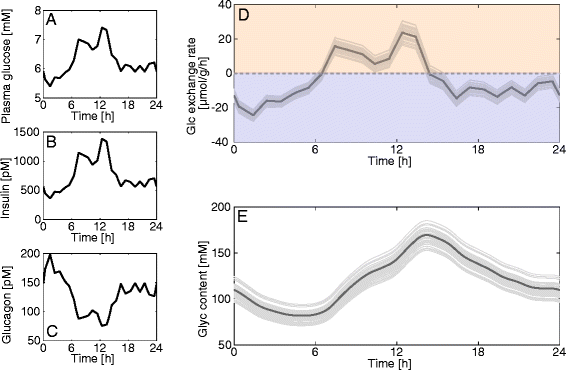 A
Plasma glucose [mM]
8
7
6
5
0 6 12 18 24
Time [h]
B
Insulin [pM]
1500
1000
500
0
0 6 12 18 24
Time [h]
C
Glucagon [pM]
200
150
100
50
0 6 12 18 24
Time [h]
D
Glc exchange rate
[µmol/g/h]
40
20
0
-20
-40
0 6 12 18 24
Time [h]
E
Glyc content [mM]
200
150
100
50
0 6 12 18 24
Time [h]